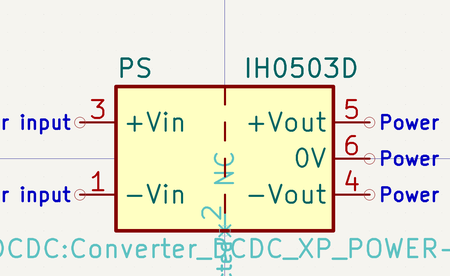 PS IH0503D
r input 3 +Vin +Vout 5 Power
0V 6 Power
r input 1 -Vin -Vout 4 Power
NC
2
DCDC:Converter_DCDC_XP_POWER-